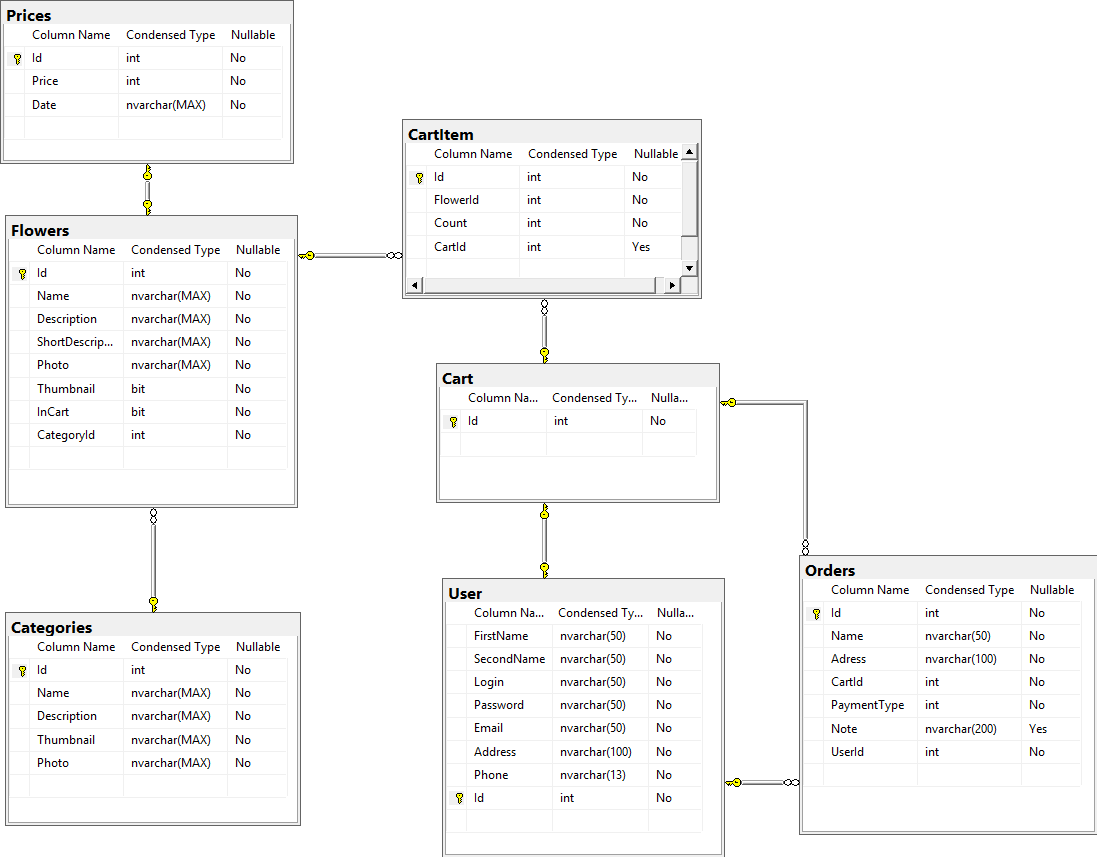 Prices
Column Name Condensed Type Nullable
Id int No
Price int No
Date nvarchar(MAX) No
Flowers
Column Name Condensed Type Nullable
Id int No
Name nvarchar(MAX) No
Description nvarchar(MAX) No
ShortDescrip... nvarchar(MAX) No
Photo nvarchar(MAX) No
Thumbnail bit No
InCart bit No
CategoryId int No
Categories
Column Name Condensed Type Nullable
Id int No
Name nvarchar(MAX) No
Description nvarchar(MAX) No
Thumbnail nvarchar(MAX) No
Photo nvarchar(MAX) No
CartItem
Column Name Condensed Type Nullable
Id int No
FlowerId int No
Count int No
CartId int Yes
Cart
Column Na... Condensed Ty... Nulla...
Id int No
User
Column Na... Condensed Ty... Nulla...
FirstName nvarchar(50) No
SecondName nvarchar(50) No
Login nvarchar(50) No
Password nvarchar(50) No
Email nvarchar(50) No
Address nvarchar(100) No
Phone nvarchar(13) No
Id int No
Orders
Column Name Condensed Type Nullable
Id int No
Name nvarchar(50) No
Adress nvarchar(100) No
CartId int No
PaymentType int No
Note nvarchar(200) Yes
UserId int No